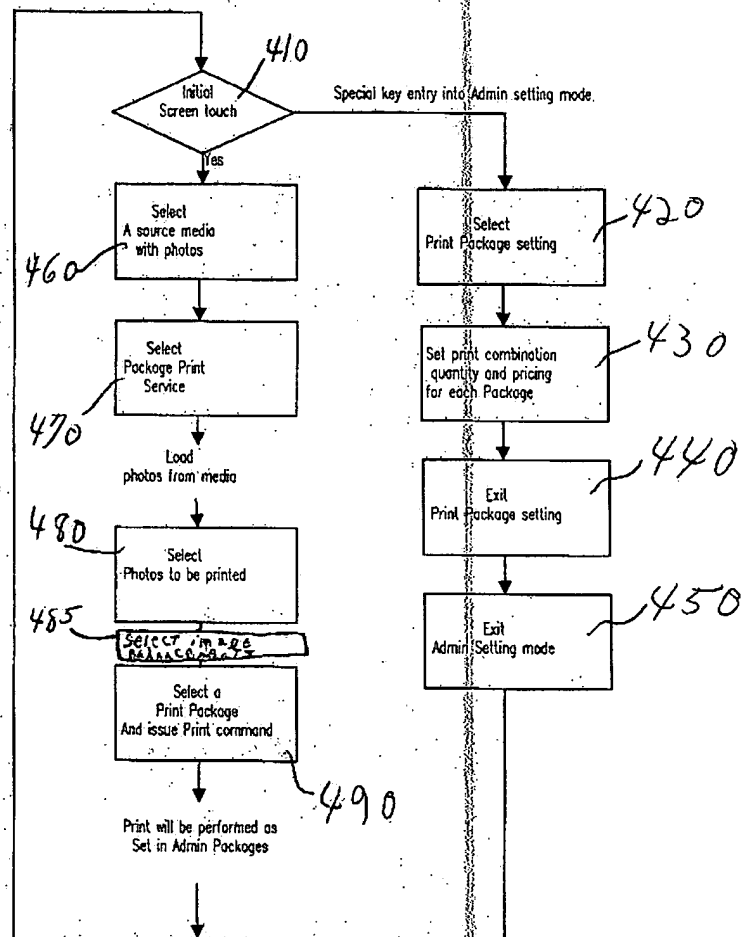 410
Initial
Screen touch
Special key entry into Admin setting mode.
Yes
Select
A source media
with photos
460
Select
Print Package setting
420
Select
Package Print
Service
470
Set print combination
quantity and pricing
for each Package
430
Load
photos from media
Exit
Print Package setting
440
480
Select
Photos to be printed
485
Select image
Exit
Admin Setting mode
450
Select a
Print Package
And issue Print command
490
Print will be performed as
Set in Admin Packages